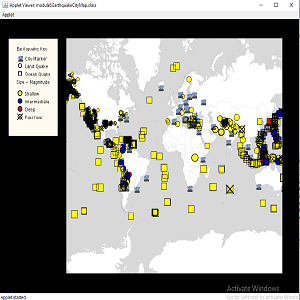 Applet Viewer: module6.EarthquakeCityMap.class
Applet
Earthquake Key
City Marker
Land Quake
Ocean Quake
Size ~ Magnitude
Shallow
Intermediate
Deep
Past hour
Activate Windows
Go to Settings to activate Windo
Applet started.